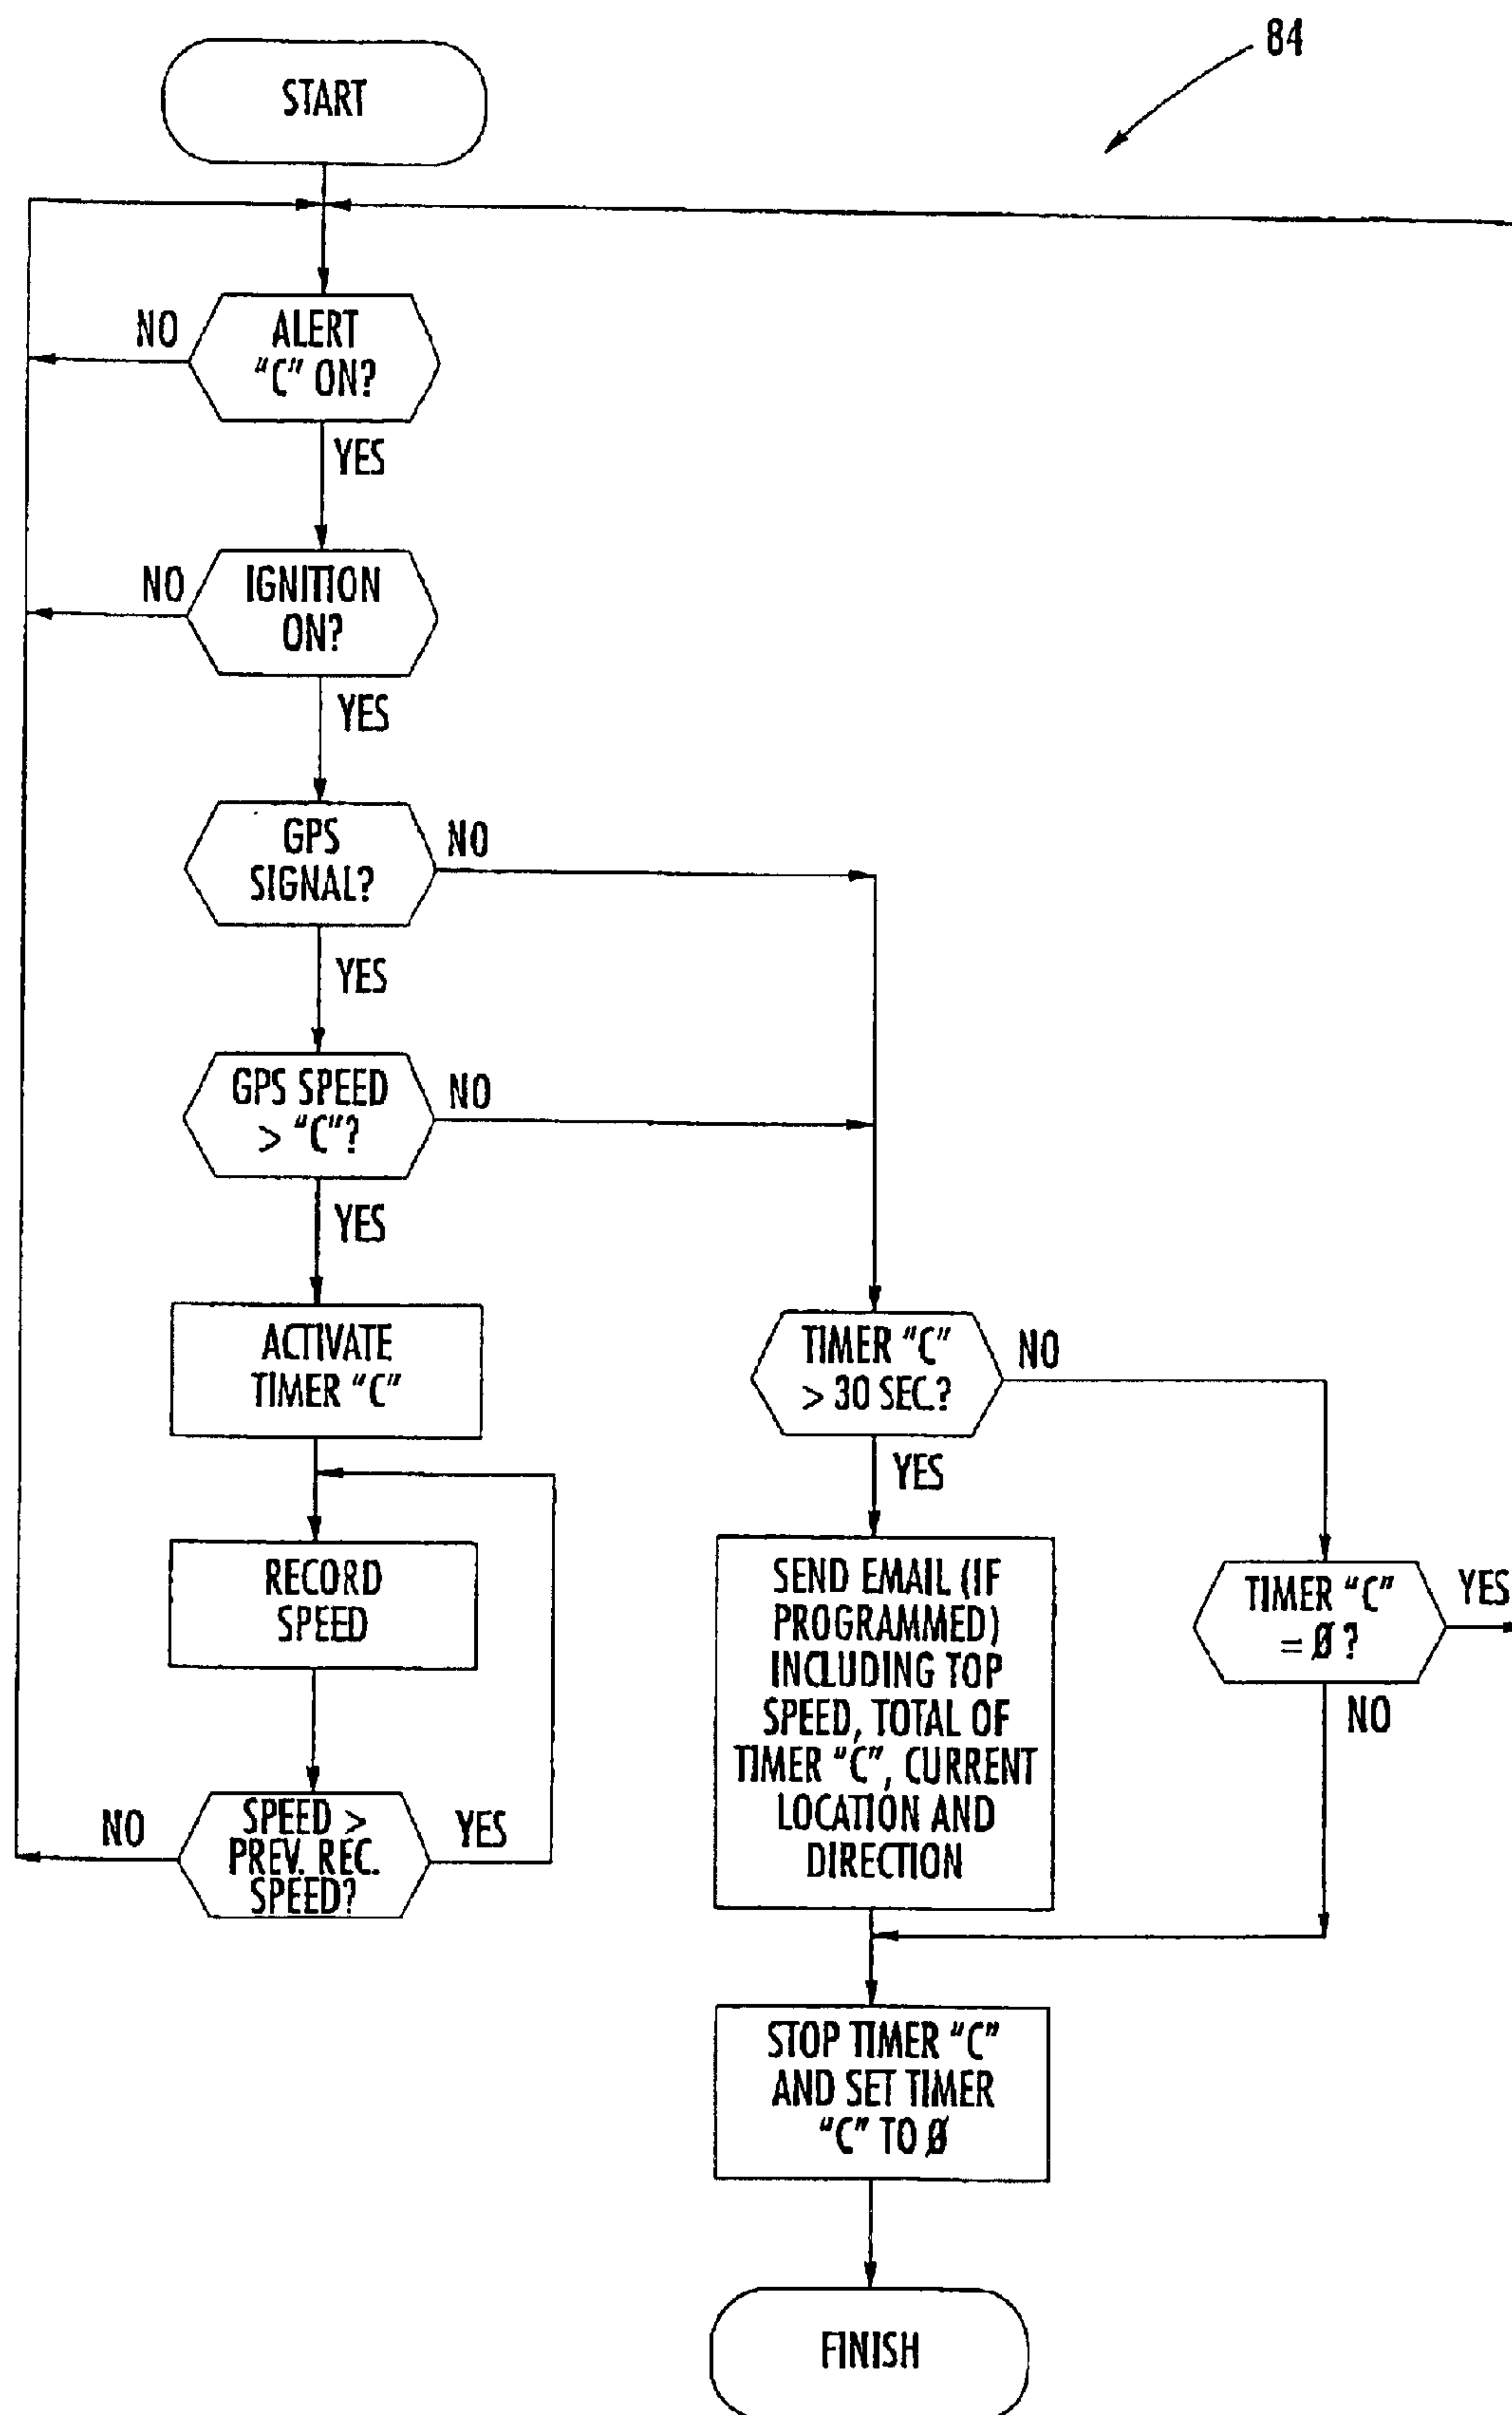 84
START
NO
ALERT
"C" ON?
YES
NO
IGNITION
ON?
YES
GPS
SIGNAL?
NO
YES
GPS SPEED
> "C"?
NO
YES
ACTIVATE
TIMER "C"
TIMER "C"
> 30 SEC.?
NO
YES
RECORD
SPEED
SEND EMAIL (IF
PROGRAMMED)
INCLUDING TOP
SPEED, TOTAL OF
TIMER "C", CURRENT
LOCATION AND
DIRECTION
TIMER "C"
= Ø ?
YES
NO
NO
SPEED >
PREV. REC.
SPEED?
YES
STOP TIMER "C"
AND SET TIMER
"C" TO Ø
FINISH